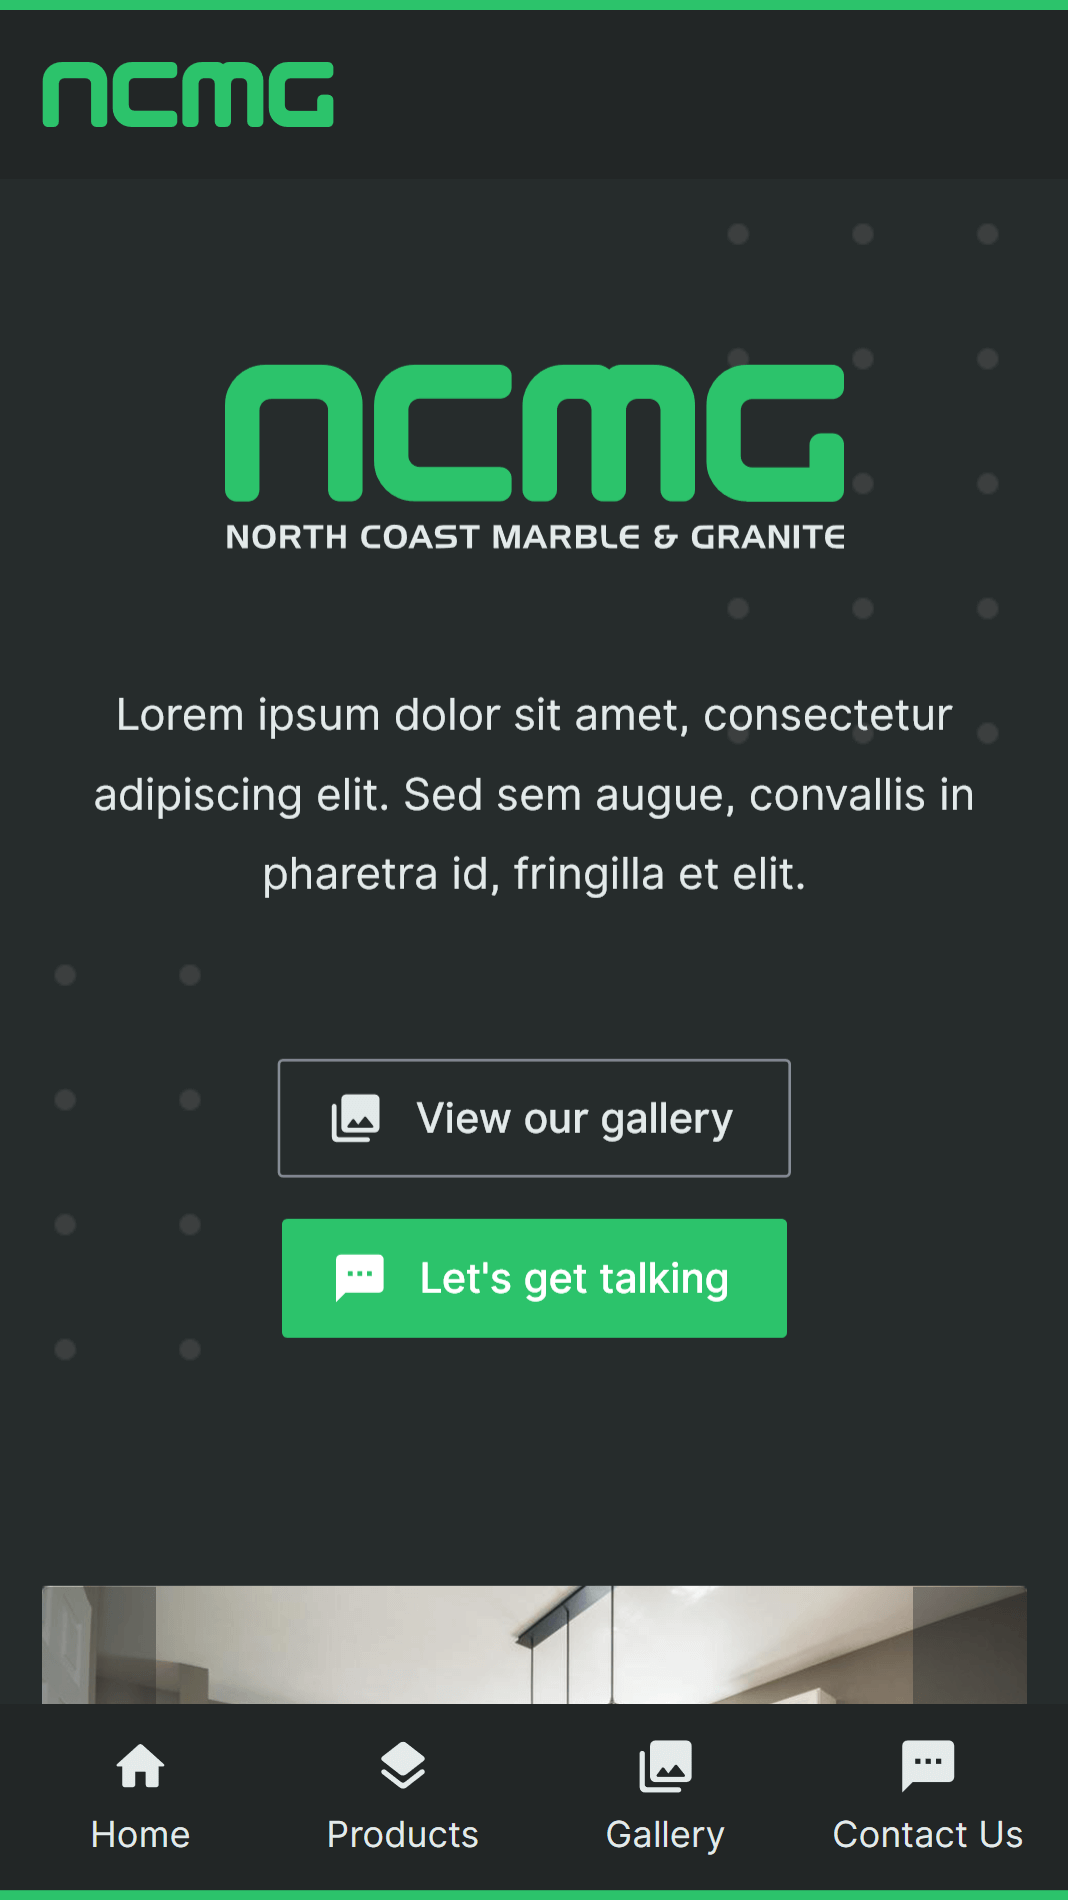 ncmG
ncmG
NORTH COAST MARBLE & GRANITE
Lorem ipsum dolor sit amet, consectetur
adipiscing elit. Sed sem augue, convallis in
pharetra id, fringilla et elit.
View our gallery
Let's get talking
Home Products Gallery Contact Us